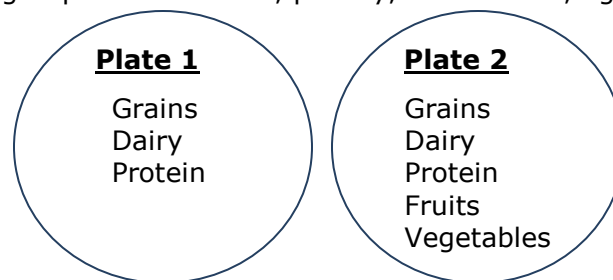 Plate 1
Grains
Dairy
Protein
Plate 2
Grains
Dairy
Protein
Fruits
Vegetables